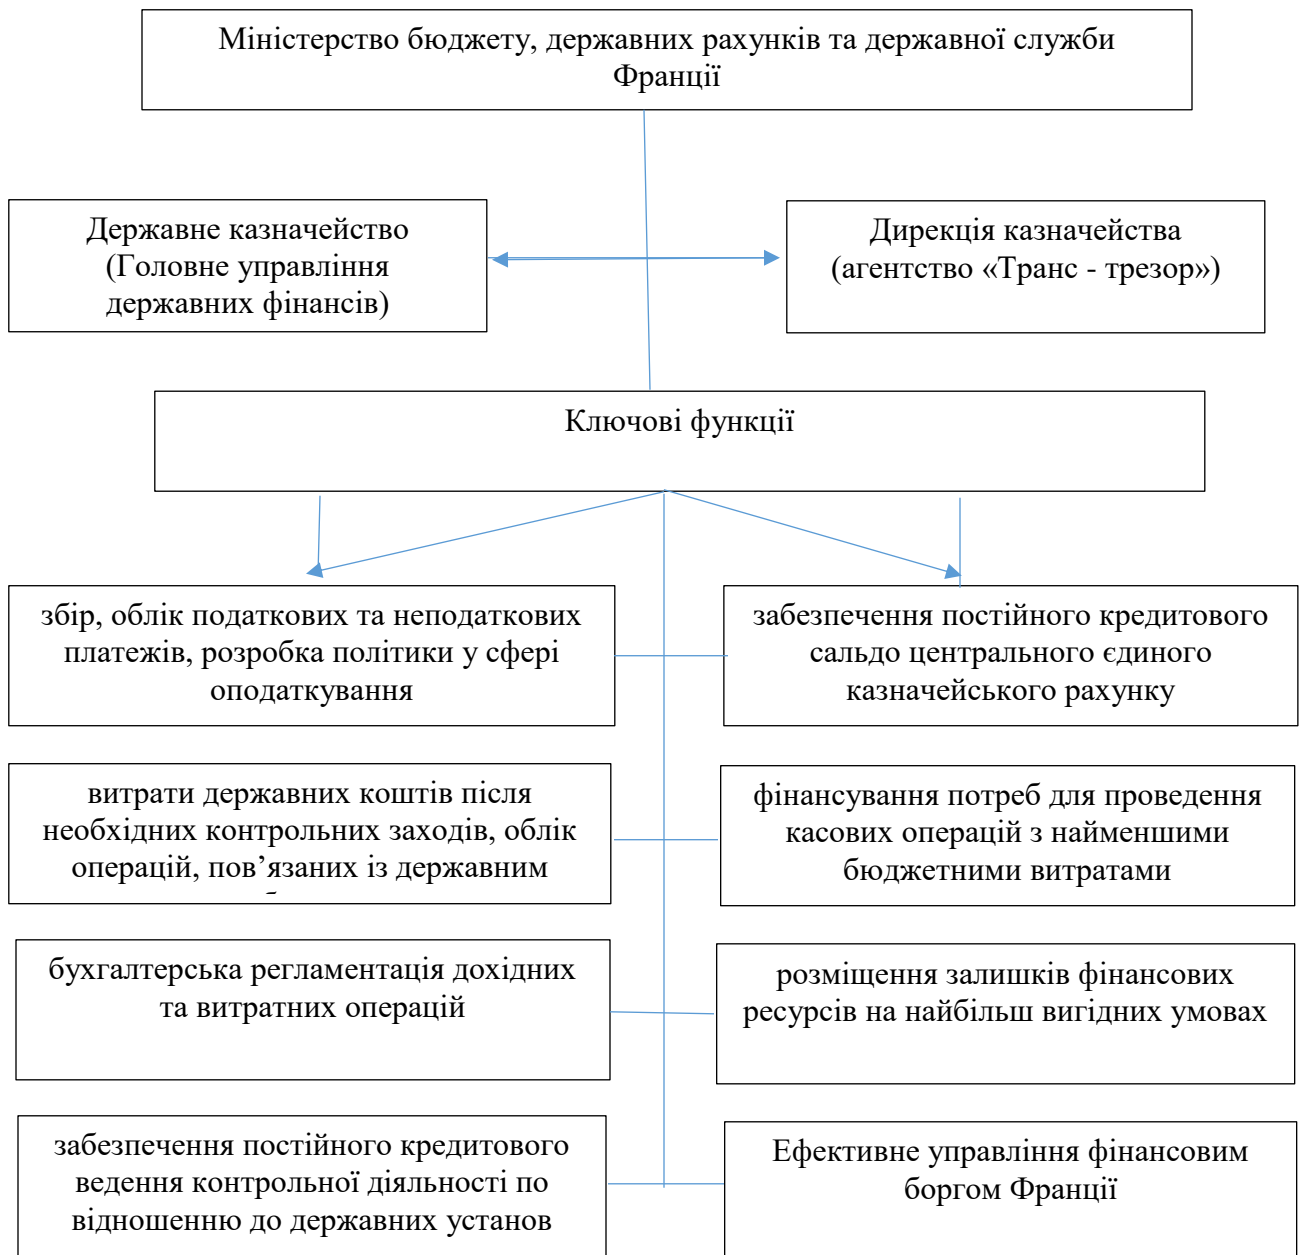 Міністерство бюджету, державних рахунків та державної служби
Франції
Державне казначейство
(Головне управління
державних фінансів)
Дирекція казначейства
(агентство «Транс - трезор»)
Ключові функції
збір, облік податкових та неподаткових
платежів, розробка політики у сфері
оподаткування
забезпечення постійного кредитового
сальдо центрального єдиного
казначейського рахунку
витрати державних коштів після
необхідних контрольних заходів, облік
операцій, пов’язаних із державним
фінансування потреб для проведення
касових операцій з найменшими
бюджетними витратами
бухгалтерська регламентація дохідних
та витратних операцій
розміщення залишків фінансових
ресурсів на найбільш вигідних умовах
забезпечення постійного кредитового
ведення контрольної діяльності по
відношенню до державних установ
Ефективне управління фінансовим
боргом Франції